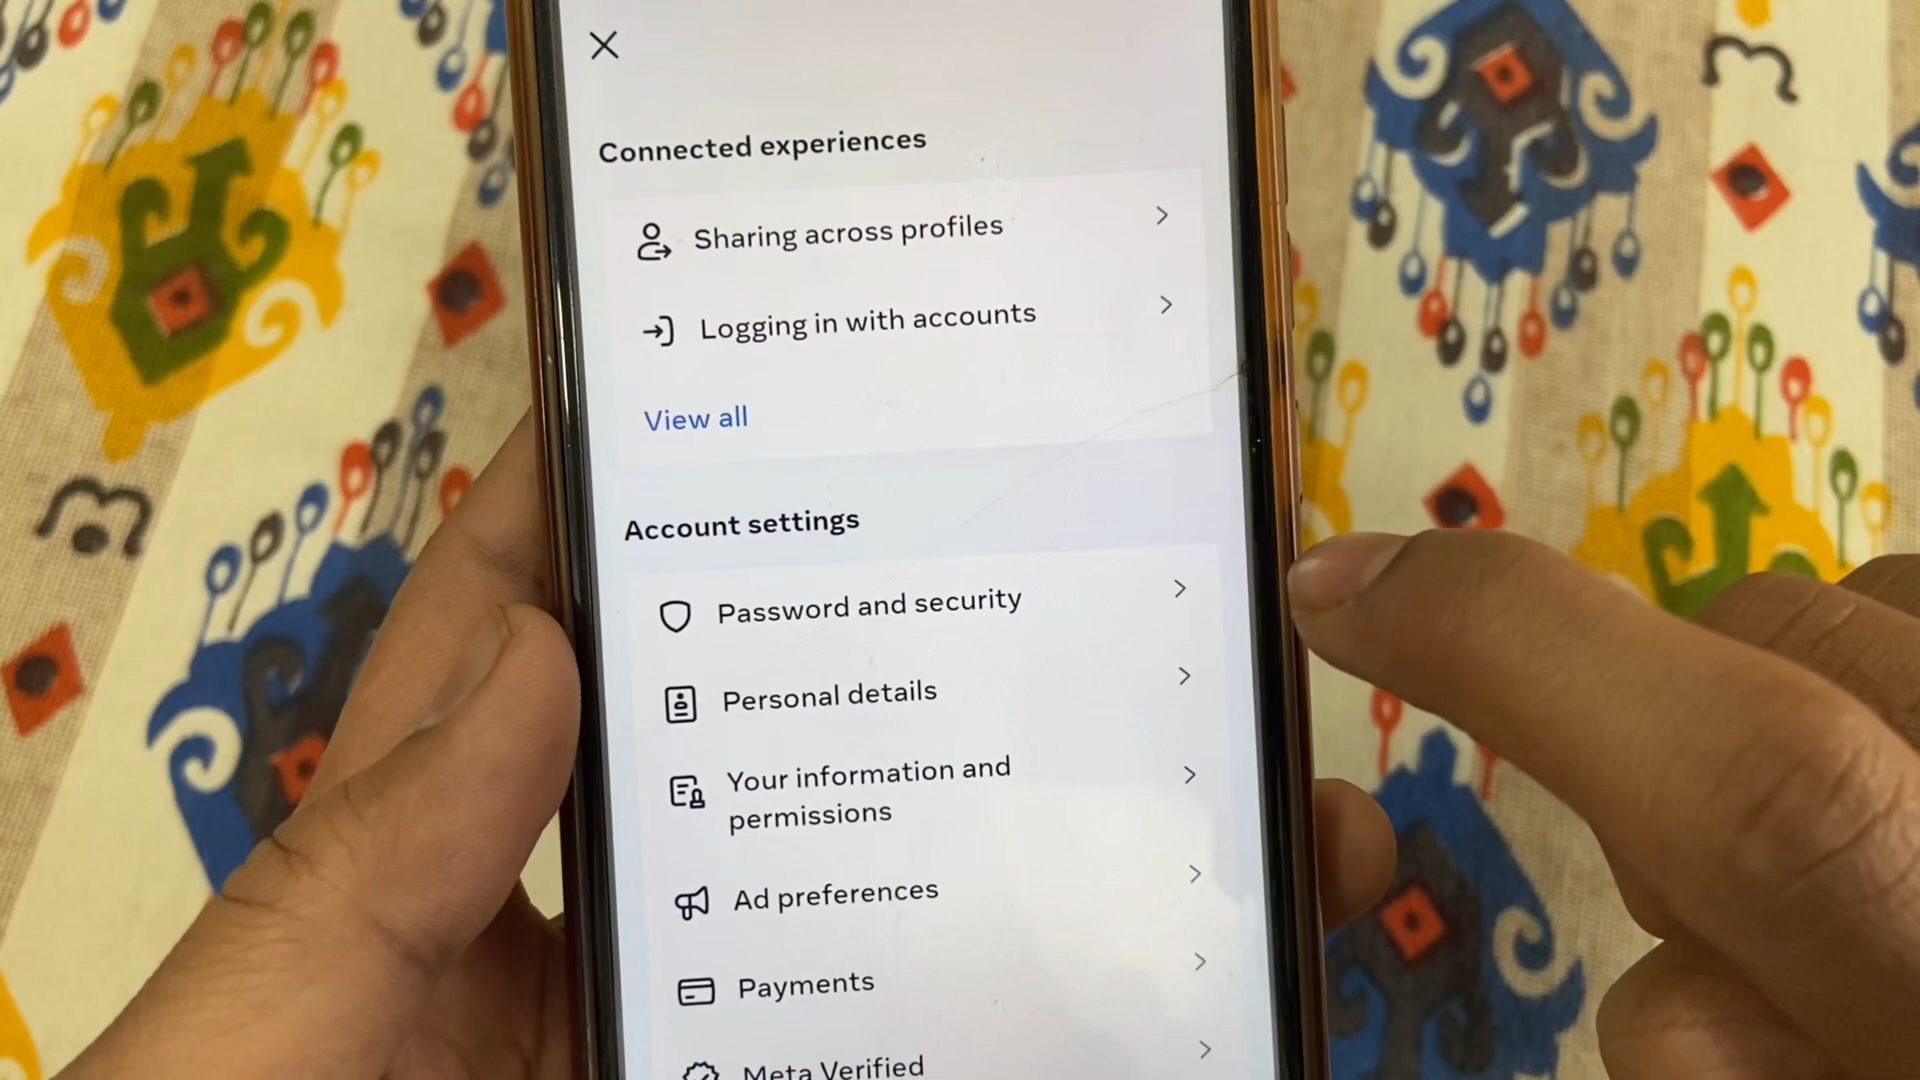 Connected experiences
Sharing across profiles
Logging in with accounts
View all
Account settings
Password and security
Personal details
Your information and
permissions
Ad preferences
Payments
Meta Verified